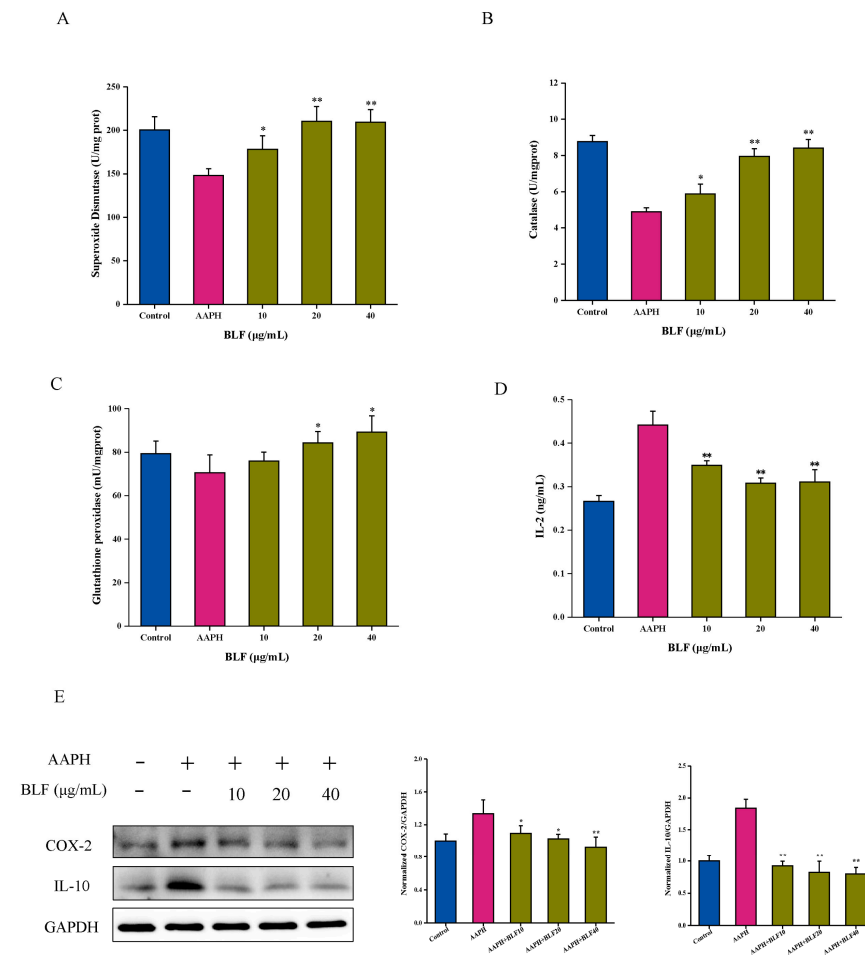 A
Superoxide Dismutase (U/mg prot)
250
200
150
100
50
0
*
**
**
Control AAPH 10 20 40
BLF (μg/mL)
B
Catalase (U/mgprot)
12
10
8
6
4
2
0
*
**
**
Control AAPH 10 20 40
BLF (μg/mL)
C
Glutathione peroxidase (mU/mgprot)
100
80
60
40
20
0
*
*
Control AAPH 10 20 40
BLF (μg/mL)
D
IL-2 (ng/mL)
0.5
0.4
0.3
0.2
0.1
0.0
**
**
**
Control AAPH 10 20 40
BLF (μg/mL)
E
AAPH - + + + +
BLF (μg/mL) - - 10 20 40
COX-2
IL-10
GAPDH
Normalized COX-2/GAPDH
2.0
1.6
1.2
0.8
0.4
0.0
*
*
**
Control AAPH AAPH+BLF10 AAPH+BLF20 AAPH+BLF40
Normalized IL-10/GAPDH
2.5
2.0
1.5
1.0
0.5
0.0
**
**
**
Control AAPH AAPH+BLF10 AAPH+BLF20 AAPH+BLF40